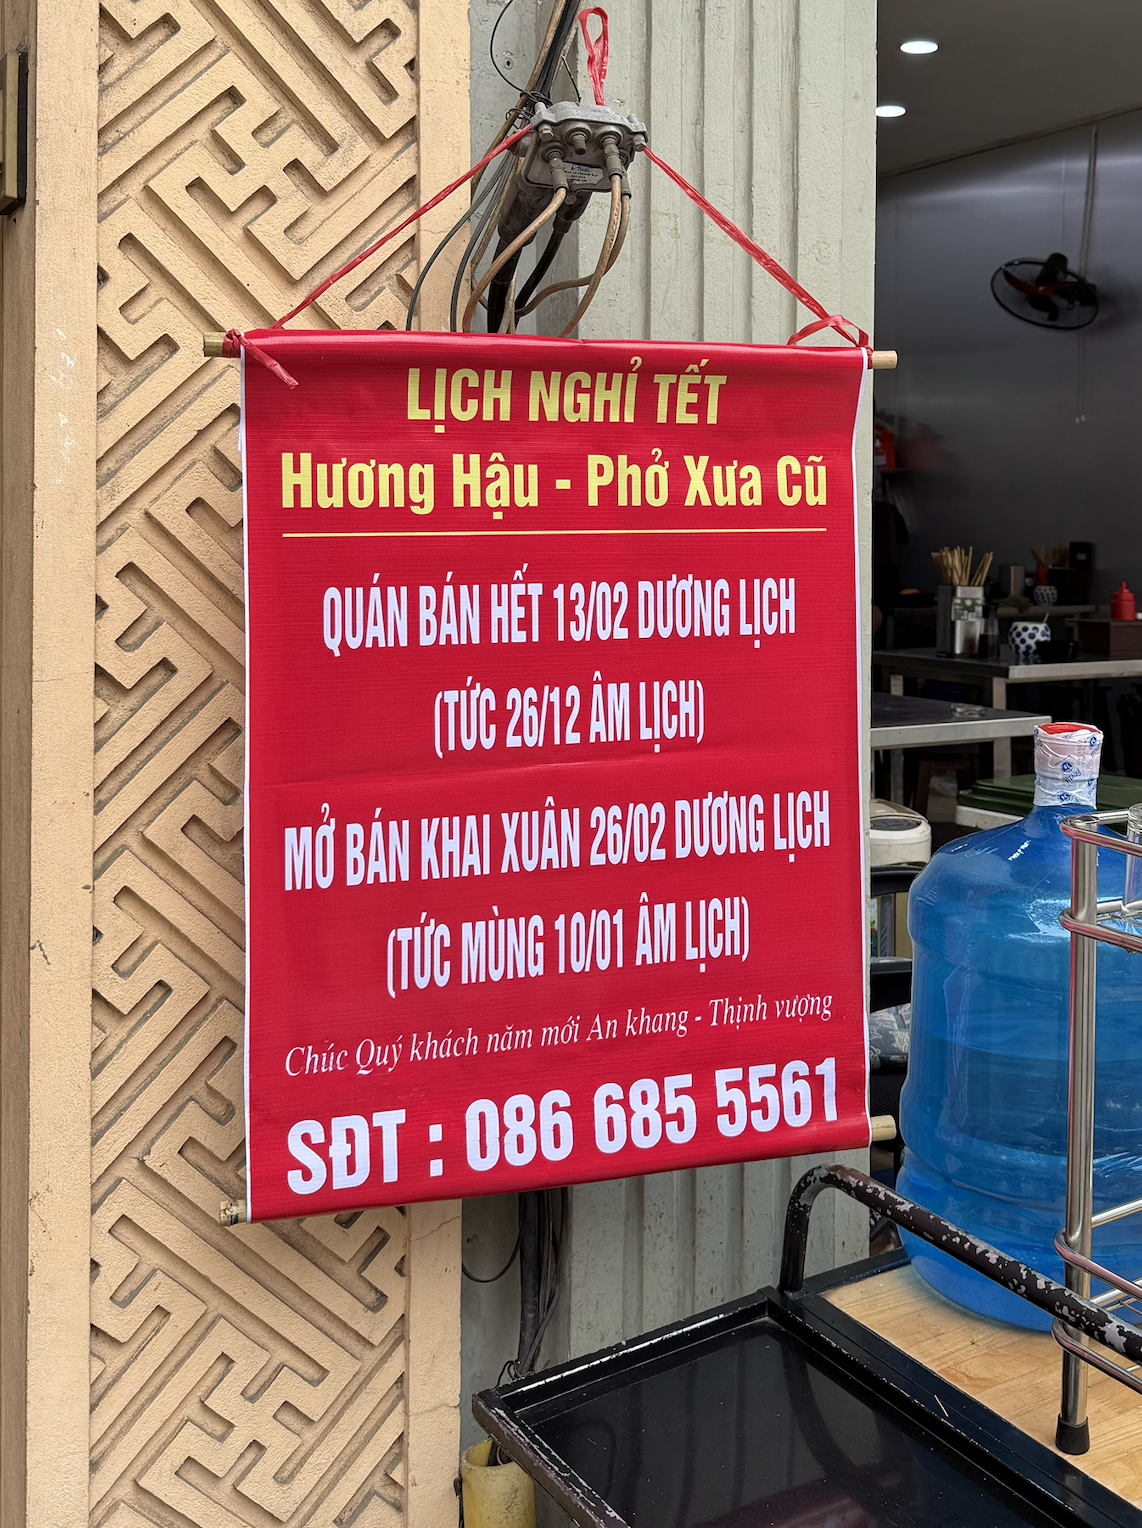 LỊCH NGHỈ TẾT
Hương Hậu - Phở Xưa Cũ
QUÁN BÁN HẾT 13/02 DƯƠNG LỊCH
(TỨC 26/12 ÂM LỊCH)
MỞ BÁN KHAI XUÂN 26/02 DƯƠNG LỊCH
(TỨC MÙNG 10/01 ÂM LỊCH)
Chúc Quý khách năm mới An khang - Thịnh vượng
SĐT : 086 685 5561